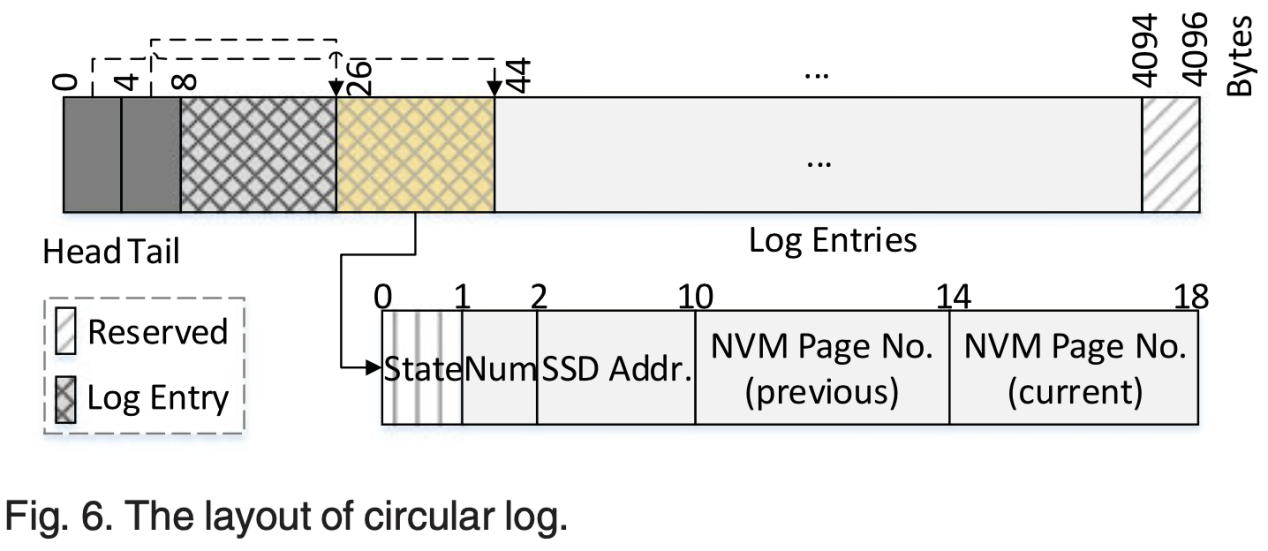 0
4
8
26
44
...
4094
4096
Bytes
...
Head Tail
Log Entries
Reserved
Log Entry
0 1 2 10 14 18
State Num SSD Addr. NVM Page No. (previous) NVM Page No. (current)
Fig. 6. The layout of circular log.